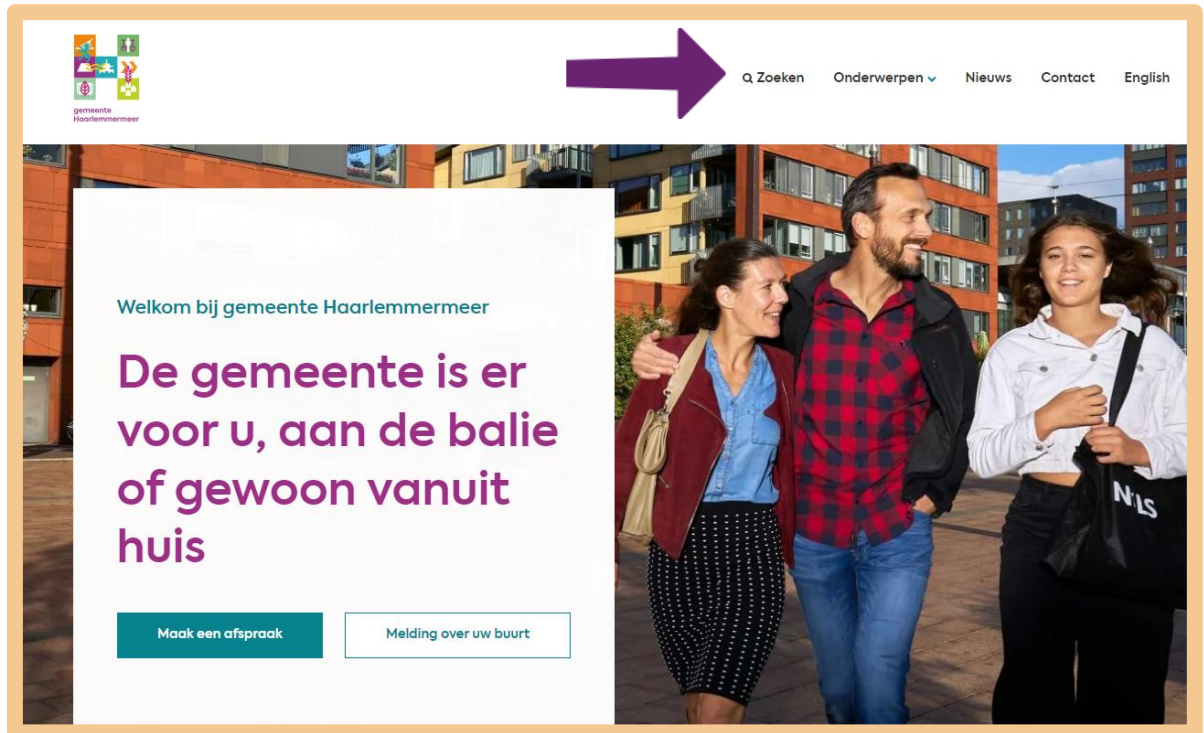 gemeente
Haarlemmermeer
Zoeken Onderwerpen Nieuws Contact English
Welkom bij gemeente Haarlemmermeer
De gemeente is er
voor u, aan de balie
of gewoon vanuit
huis
Maak een afspraak Melding over uw buurt